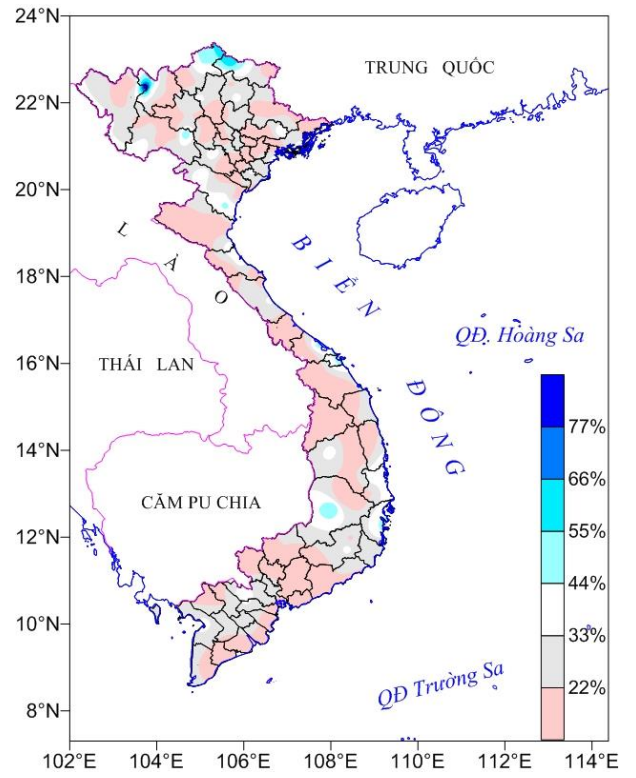 24°N
22°N
20°N
18°N
16°N
14°N
12°N
10°N
8°N
TRUNG QUỐC
LÀO
BIỂN ĐÔNG
QĐ. Hoàng Sa
THÁI LAN
CĂM PU CHIA
QĐ Trường Sa
77%
66%
55%
44%
33%
22%
102°E 104°E 106°E 108°E 110°E 112°E 114°E